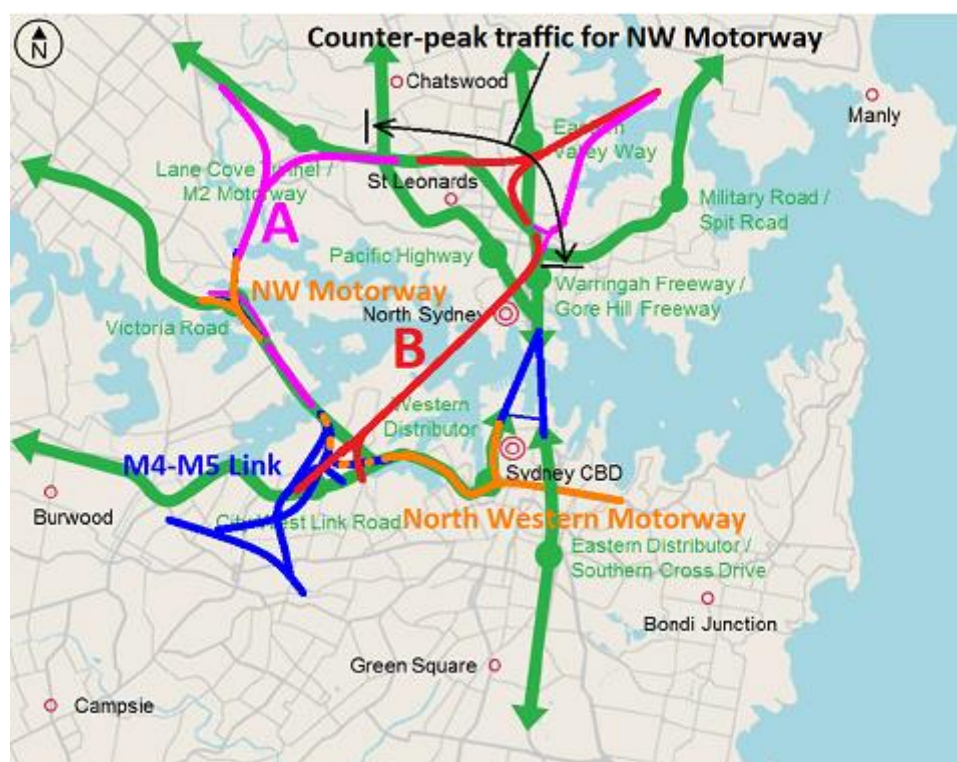 N
Counter-peak traffic for NW Motorway
Chatswood
Manly
Eastern
Valley Way
Lane Cove Tunnel /
M2 Motorway
St Leonards
A
Military Road /
Spit Road
Pacific Highway
NW Motorway
Warringah Freeway /
Gore Hill Freeway
North Sydney
Victoria Road
B
Western
Distributor
M4-M5 Link
Sydney CBD
Burwood
City West Link Road
North Western Motorway
Eastern Distributor /
Southern Cross Drive
Bondi Junction
Green Square
Campsie